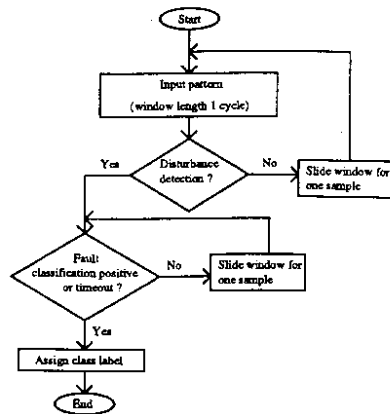 Start
Input pattern
(window length 1 cycle)
Yes
Disturbance
detection ?
No
Slide window for
one sample
Fault
classification positive
or timeout ?
No
Slide window for
one sample
Yes
Assign class label
End